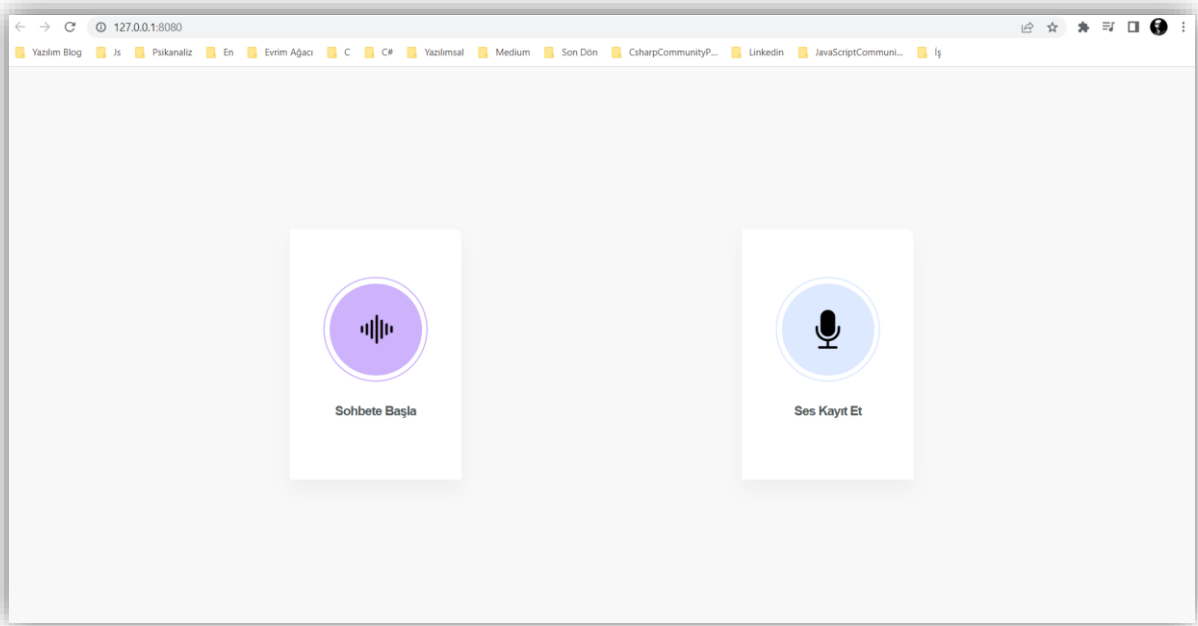 127.0.0.1:8080
Yazılım Blog Js Psikanaliz En Evrim Ağacı C C# Yazılımsal Medium Son Dön CsharpCommunityP... Linkedin JavaScriptCommuni... İş
Sohbete Başla Ses Kayıt Et